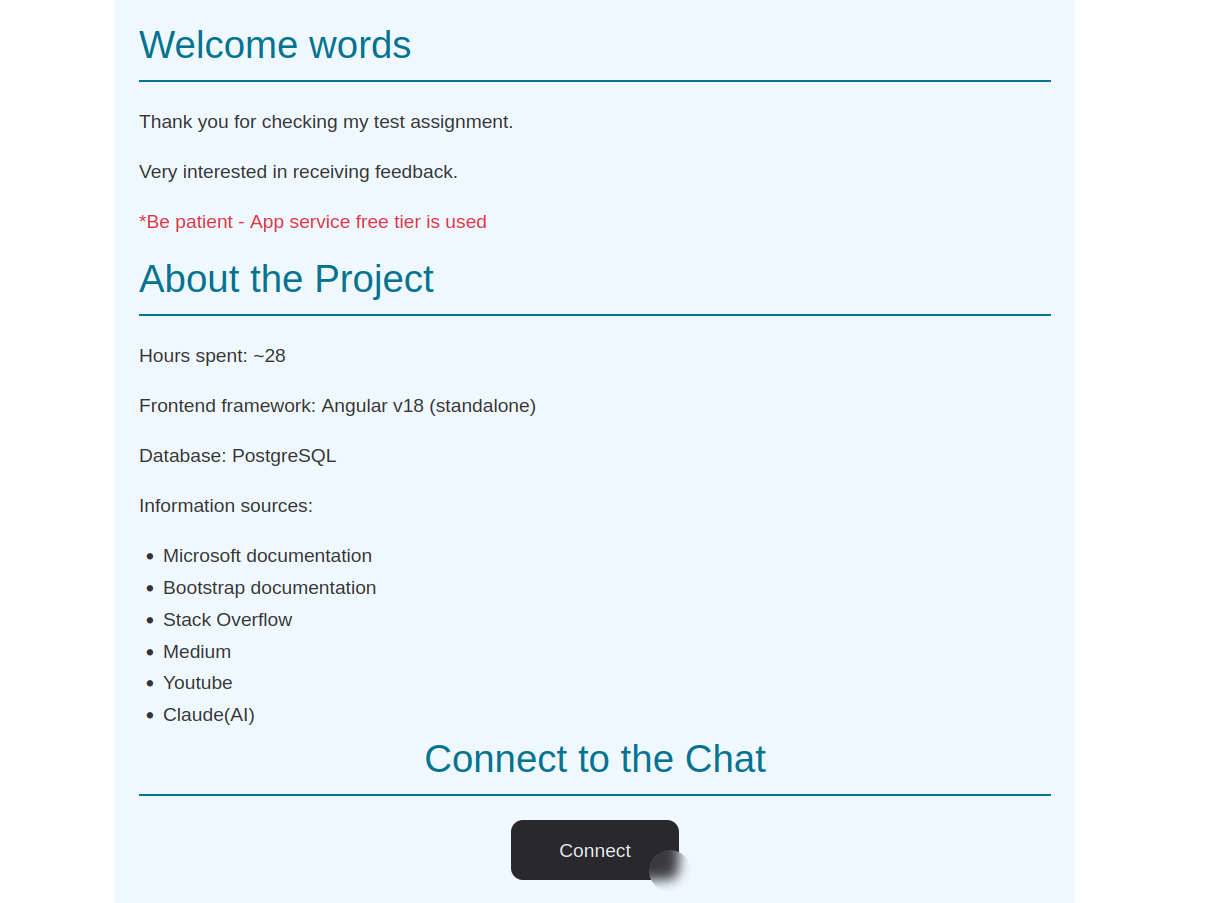 Welcome words
Thank you for checking my test assignment.
Very interested in receiving feedback.
*Be patient - App service free tier is used
About the Project
Hours spent: ~28
Frontend framework: Angular v18 (standalone)
Database: PostgreSQL
Information sources:
• Microsoft documentation
• Bootstrap documentation
• Stack Overflow
• Medium
• Youtube
• Claude(AI)
Connect to the Chat
Connect